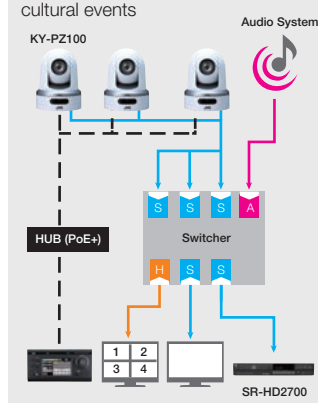 cultural events
Audio System
KY-PZ100
S S S A
HUB (PoE+)
Switcher
H S S
1 2
3 4
SR-HD2700